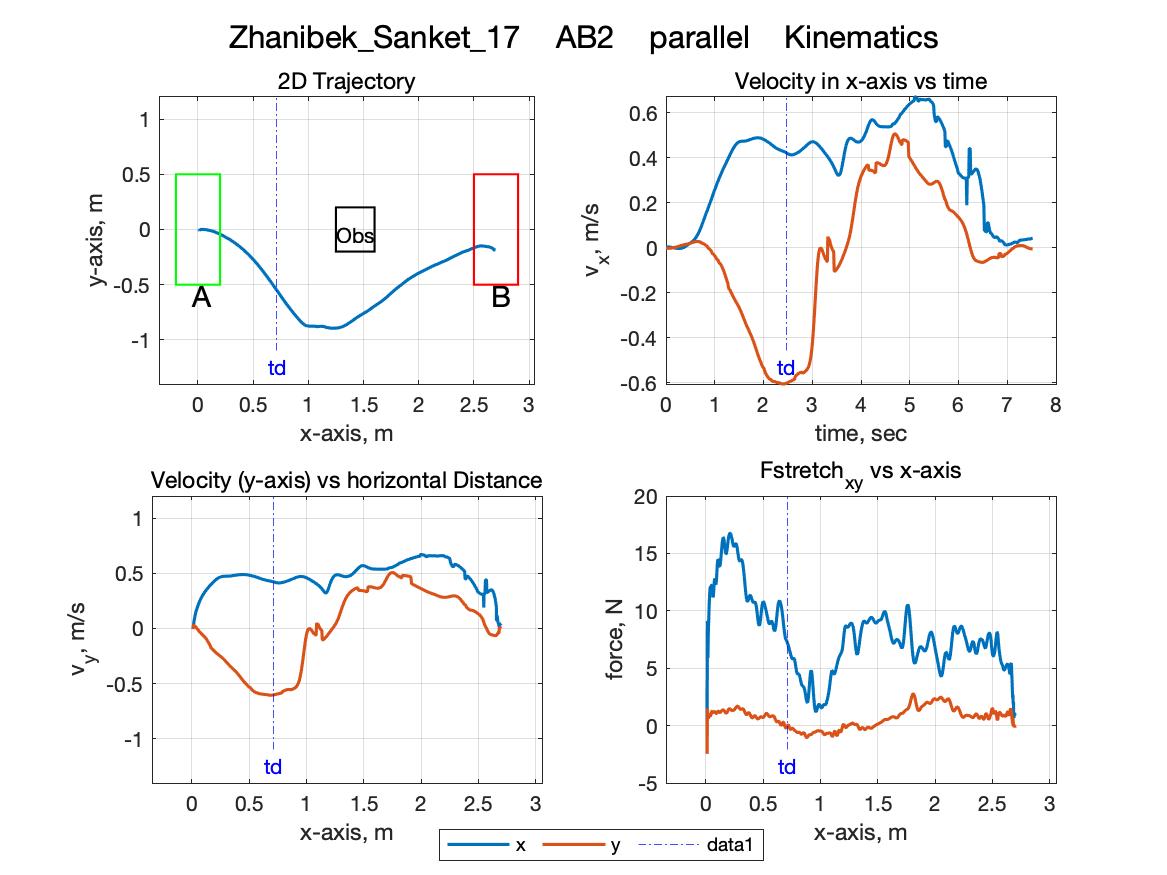 Zhanibek_Sanket_17 AB2 parallel Kinematics
2D Trajectory
1
0.5
0
-0.5
-1
y-axis, m
Obs
A
B
td
0 0.5 1 1.5 2 2.5 3
x-axis, m
Velocity in x-axis vs time
0.6
0.4
0.2
0
-0.2
-0.4
-0.6
v_x, m/s
td
0 1 2 3 4 5 6 7 8
time, sec
Velocity (y-axis) vs horizontal Distance
1
0.5
0
-0.5
-1
v_y, m/s
td
0 0.5 1 1.5 2 2.5 3
x-axis, m
Fstretch_xy vs x-axis
20
15
10
5
0
-5
force, N
td
0 0.5 1 1.5 2 2.5 3
x-axis, m
x y data1